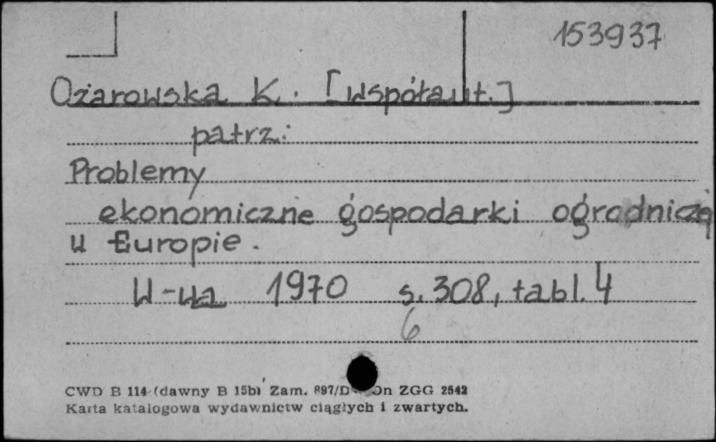 153937
Ożarowska K. [współaut.]
patrz:
Problemy
ekonomiczne gospodarki ogrodniczej
w Europie.
W-wa 1970 s. 308, tabl. 4
6
CWD B 114 (dawny B 15b) Zam. 897/D On ZGG 2542
Karta katalogowa wydawnictw ciągłych i zwartych.